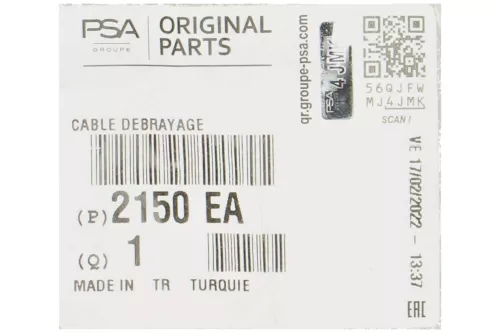 PSA
GROUPE
ORIGINAL
PARTS
CABLE DEBRAYAGE
(P) 2150 EA
(Q) 1
MADE IN TR TURQUIE
qr.groupe-psa.com
PSA
4JMK
56QJFW
MJ4JMK
SCAN!
VE 17/02/2022 - 13:37
EAC